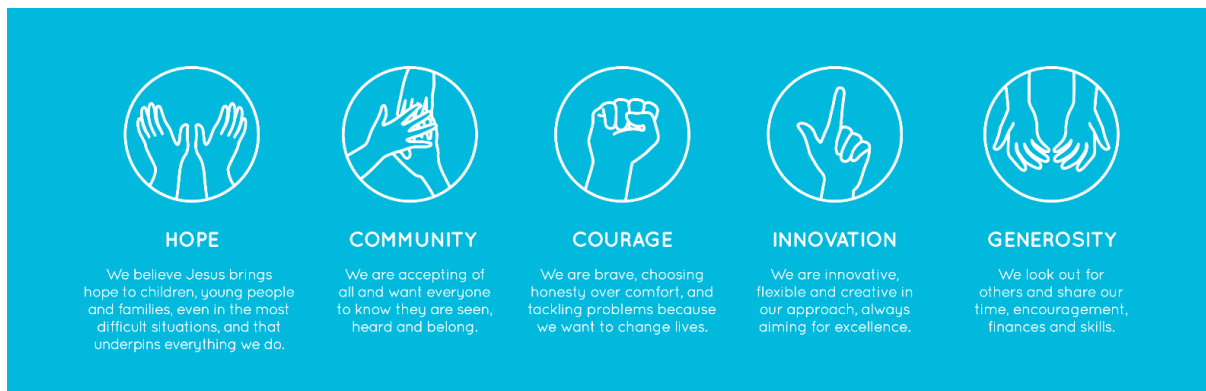 HOPE
We believe Jesus brings
hope to children, young people
and families, even in the most
difficult situations, and that
underpins everything we do.
COMMUNITY
We are accepting of
all and want everyone
to know they are seen,
heard and belong.
COURAGE
We are brave, choosing
honesty over comfort, and
tackling problems because
we want to change lives.
INNOVATION
We are innovative,
flexible and creative in
our approach, always
aiming for excellence.
GENEROSITY
We look out for
others and share our
time, encouragement,
finances and skills.